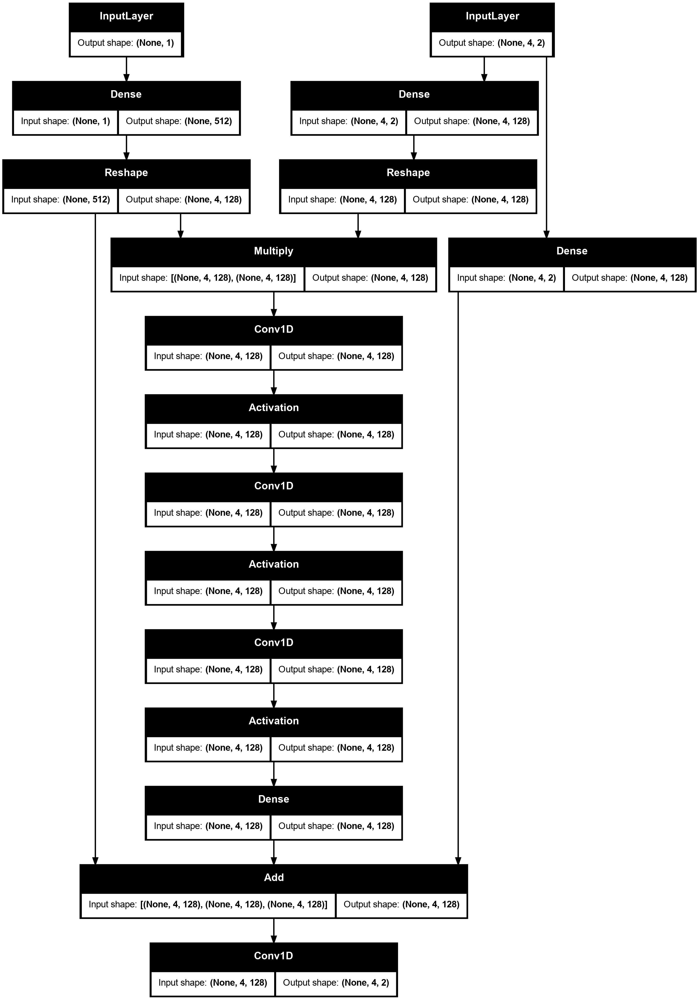 InputLayer
Output shape: (None, 1)
InputLayer
Output shape: (None, 4, 2)
Dense
Input shape: (None, 1) Output shape: (None, 512)
Dense
Input shape: (None, 4, 2) Output shape: (None, 4, 128)
Reshape
Input shape: (None, 512) Output shape: (None, 4, 128)
Reshape
Input shape: (None, 4, 128) Output shape: (None, 4, 128)
Multiply
Input shape: [(None, 4, 128), (None, 4, 128)] Output shape: (None, 4, 128)
Dense
Input shape: (None, 4, 2) Output shape: (None, 4, 128)
Conv1D
Input shape: (None, 4, 128) Output shape: (None, 4, 128)
Activation
Input shape: (None, 4, 128) Output shape: (None, 4, 128)
Conv1D
Input shape: (None, 4, 128) Output shape: (None, 4, 128)
Activation
Input shape: (None, 4, 128) Output shape: (None, 4, 128)
Conv1D
Input shape: (None, 4, 128) Output shape: (None, 4, 128)
Activation
Input shape: (None, 4, 128) Output shape: (None, 4, 128)
Dense
Input shape: (None, 4, 128) Output shape: (None, 4, 128)
Add
Input shape: [(None, 4, 128), (None, 4, 128), (None, 4, 128)] Output shape: (None, 4, 128)
Conv1D
Input shape: (None, 4, 128) Output shape: (None, 4, 2)